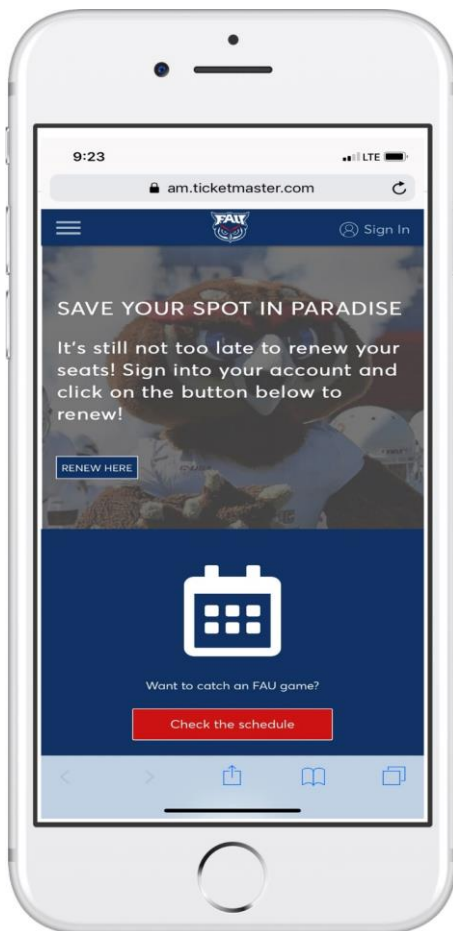 9:23
LTE
am.ticketmaster.com
FAU
Sign In
SAVE YOUR SPOT IN PARADISE
It's still not too late to renew your
seats! Sign into your account and
click on the button below to
renew!
RENEW HERE
Want to catch an FAU game?
Check the schedule